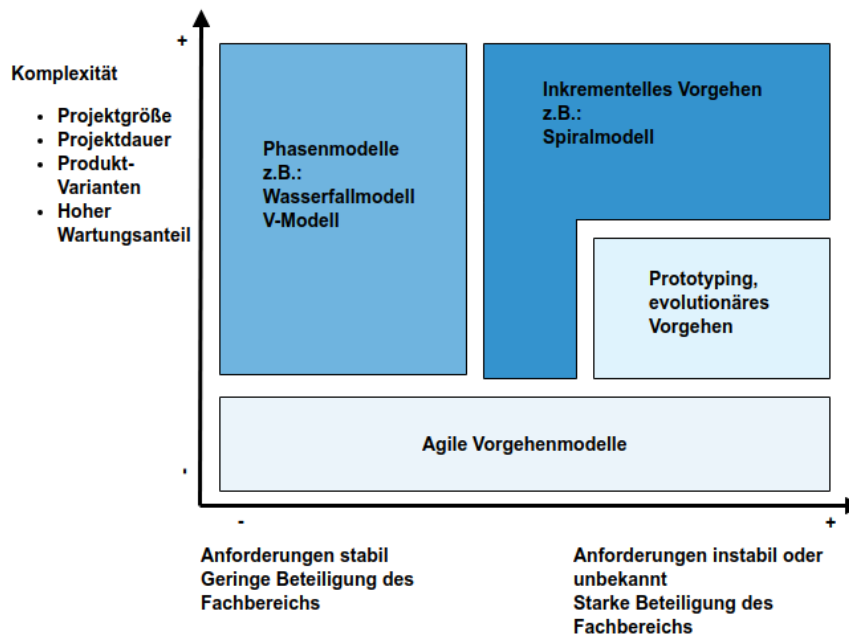 +
Komplexität
• Projektgröße
• Projektdauer
• Produkt-
Varianten
• Hoher
Wartungsanteil
Phasenmodelle
z.B.:
Wasserfallmodell
V-Modell
Inkrementelles Vorgehen
z.B.:
Spiralmodell
Prototyping,
evolutionäres
Vorgehen
Agile Vorgehenmodelle
-
-
+
Anforderungen stabil
Geringe Beteiligung des
Fachbereichs
Anforderungen instabil oder
unbekannt
Starke Beteiligung des
Fachbereichs